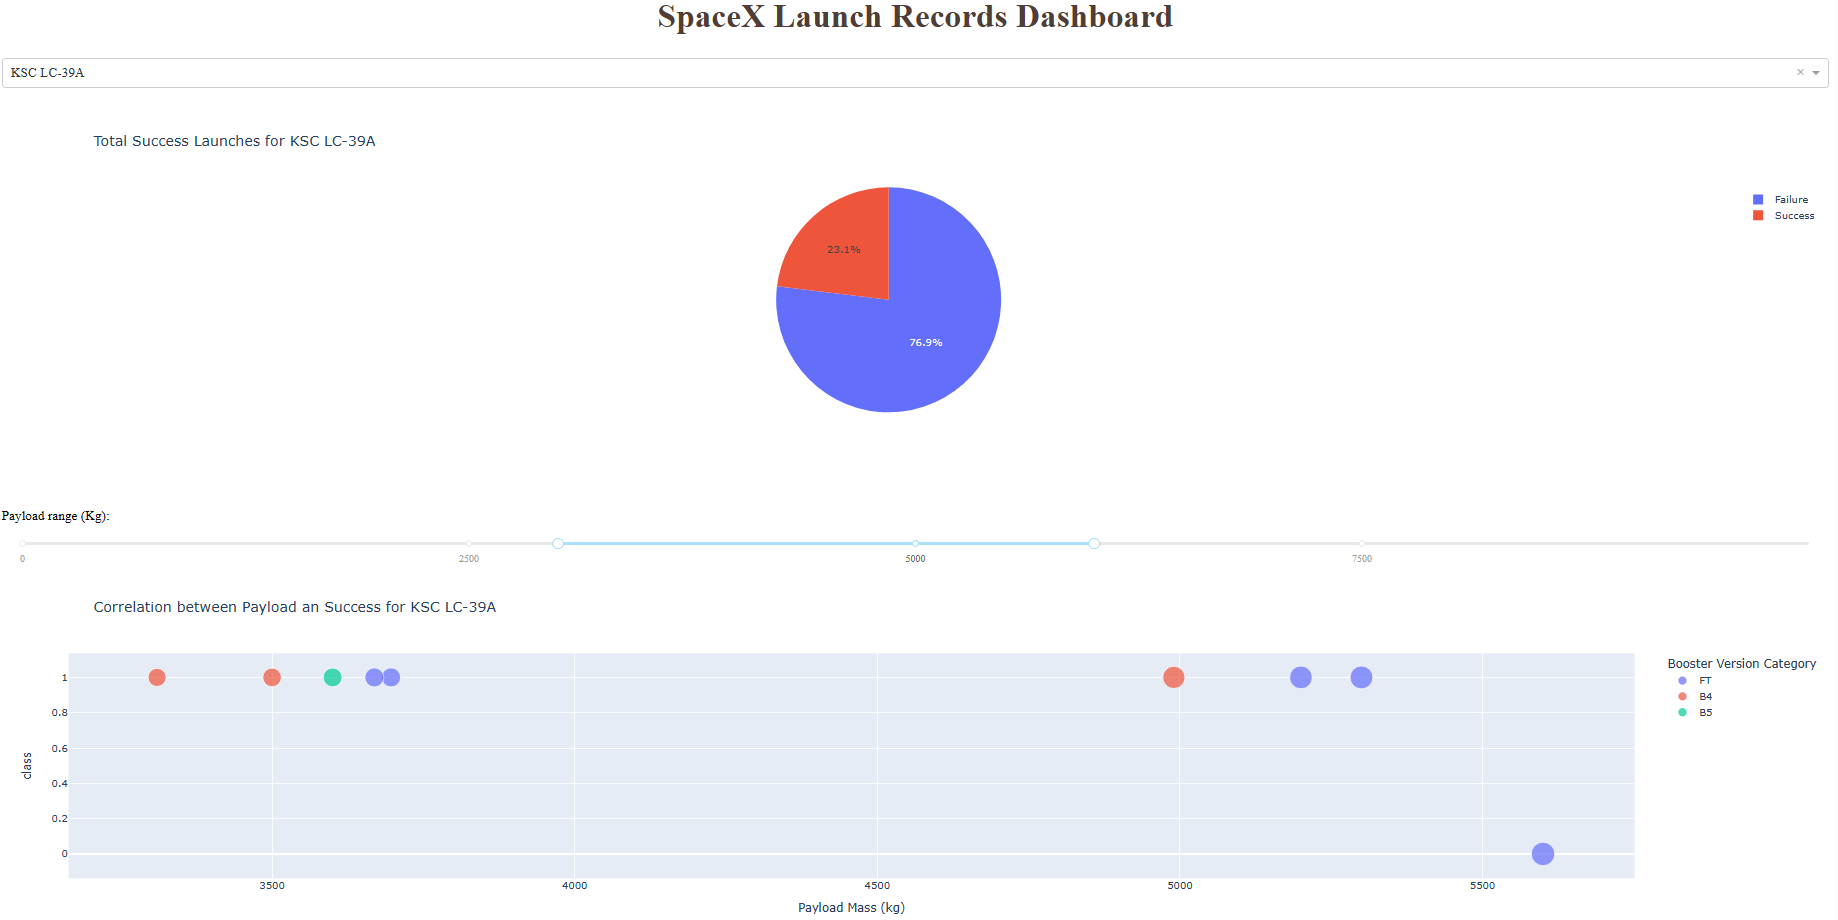 SpaceX Launch Records Dashboard
KSC LC-39A
Total Success Launches for KSC LC-39A
Failure
Success
23.1%
76.9%
Payload range (Kg):
0 2500 5000 7500
Correlation between Payload an Success for KSC LC-39A
Booster Version Category
FT
B4
B5
1
0.8
0.6
0.4
0.2
0
class
3500 4000 4500 5000 5500
Payload Mass (kg)